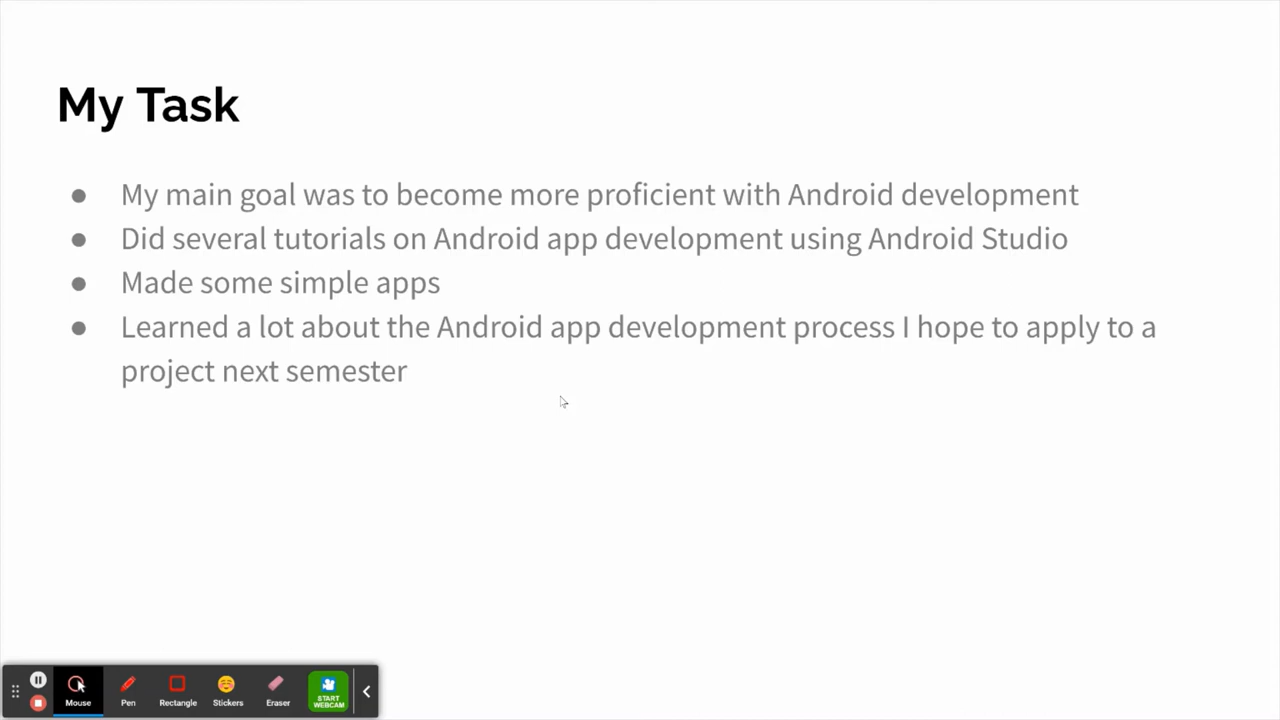 My Task
● My main goal was to become more proficient with Android development
● Did several tutorials on Android app development using Android Studio
● Made some simple apps
● Learned a lot about the Android app development process I hope to apply to a
project next semester
Mouse
Pen
Rectangle
Stickers
Eraser
START
WEBCAM